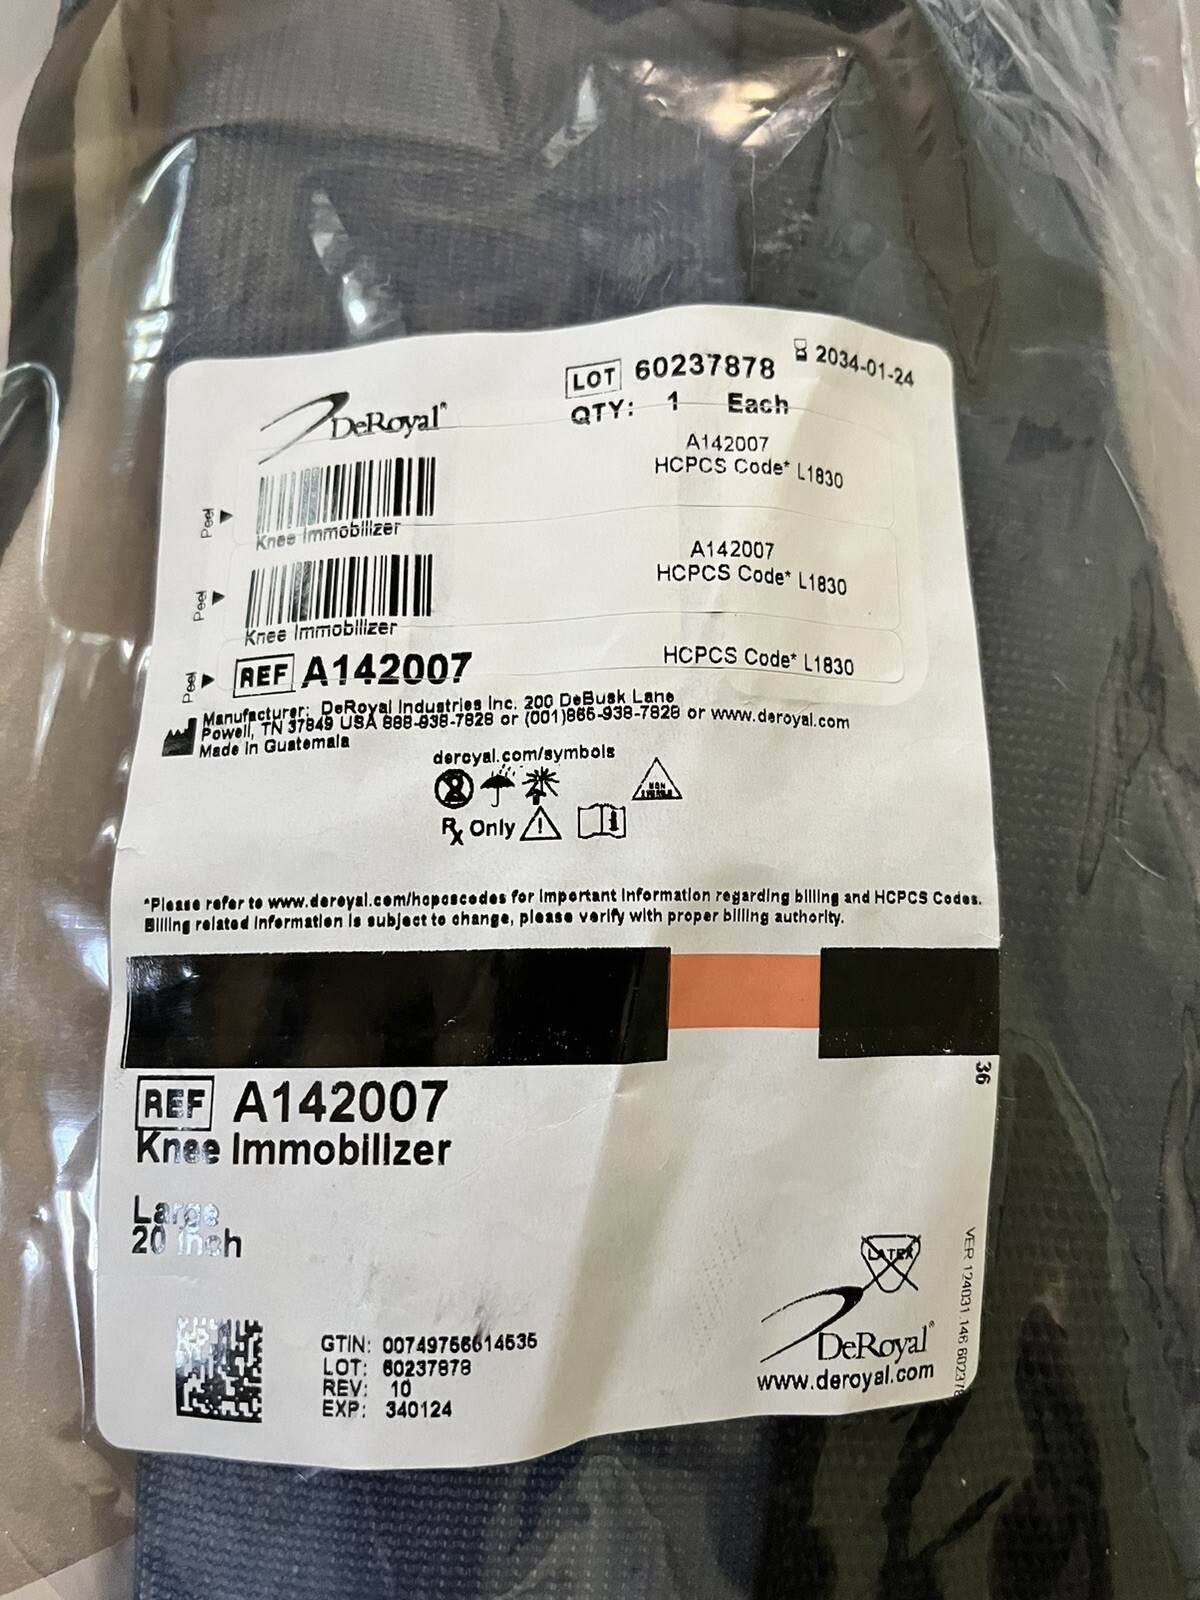 DeRoyal®
LOT 60237878 2034-01-24
QTY: 1 Each
A142007
HCPCS Code* L1830
Peel
Knee Immobilizer
A142007
HCPCS Code* L1830
Peel
Knee Immobilizer
Peel REF A142007 HCPCS Code* L1830
Manufacturer: DeRoyal Industries Inc. 200 DeBusk Lane
Powell, TN 37849 USA 888-938-7828 or (001)865-938-7828 or www.deroyal.com
Made in Guatemala
deroyal.com/symbols
2
NON
STERILE
Rx Only
*Please refer to www.deroyal.com/hcpcscodes for important information regarding billing and HCPCS Codes.
Billing related information is subject to change, please verify with proper billing authority.
36
REF A142007
Knee Immobilizer
Large
20 Inch
LATEX
GTIN: 00749756614535
LOT: 60237878
REV: 10
EXP: 340124
DeRoyal®
www.deroyal.com
VER